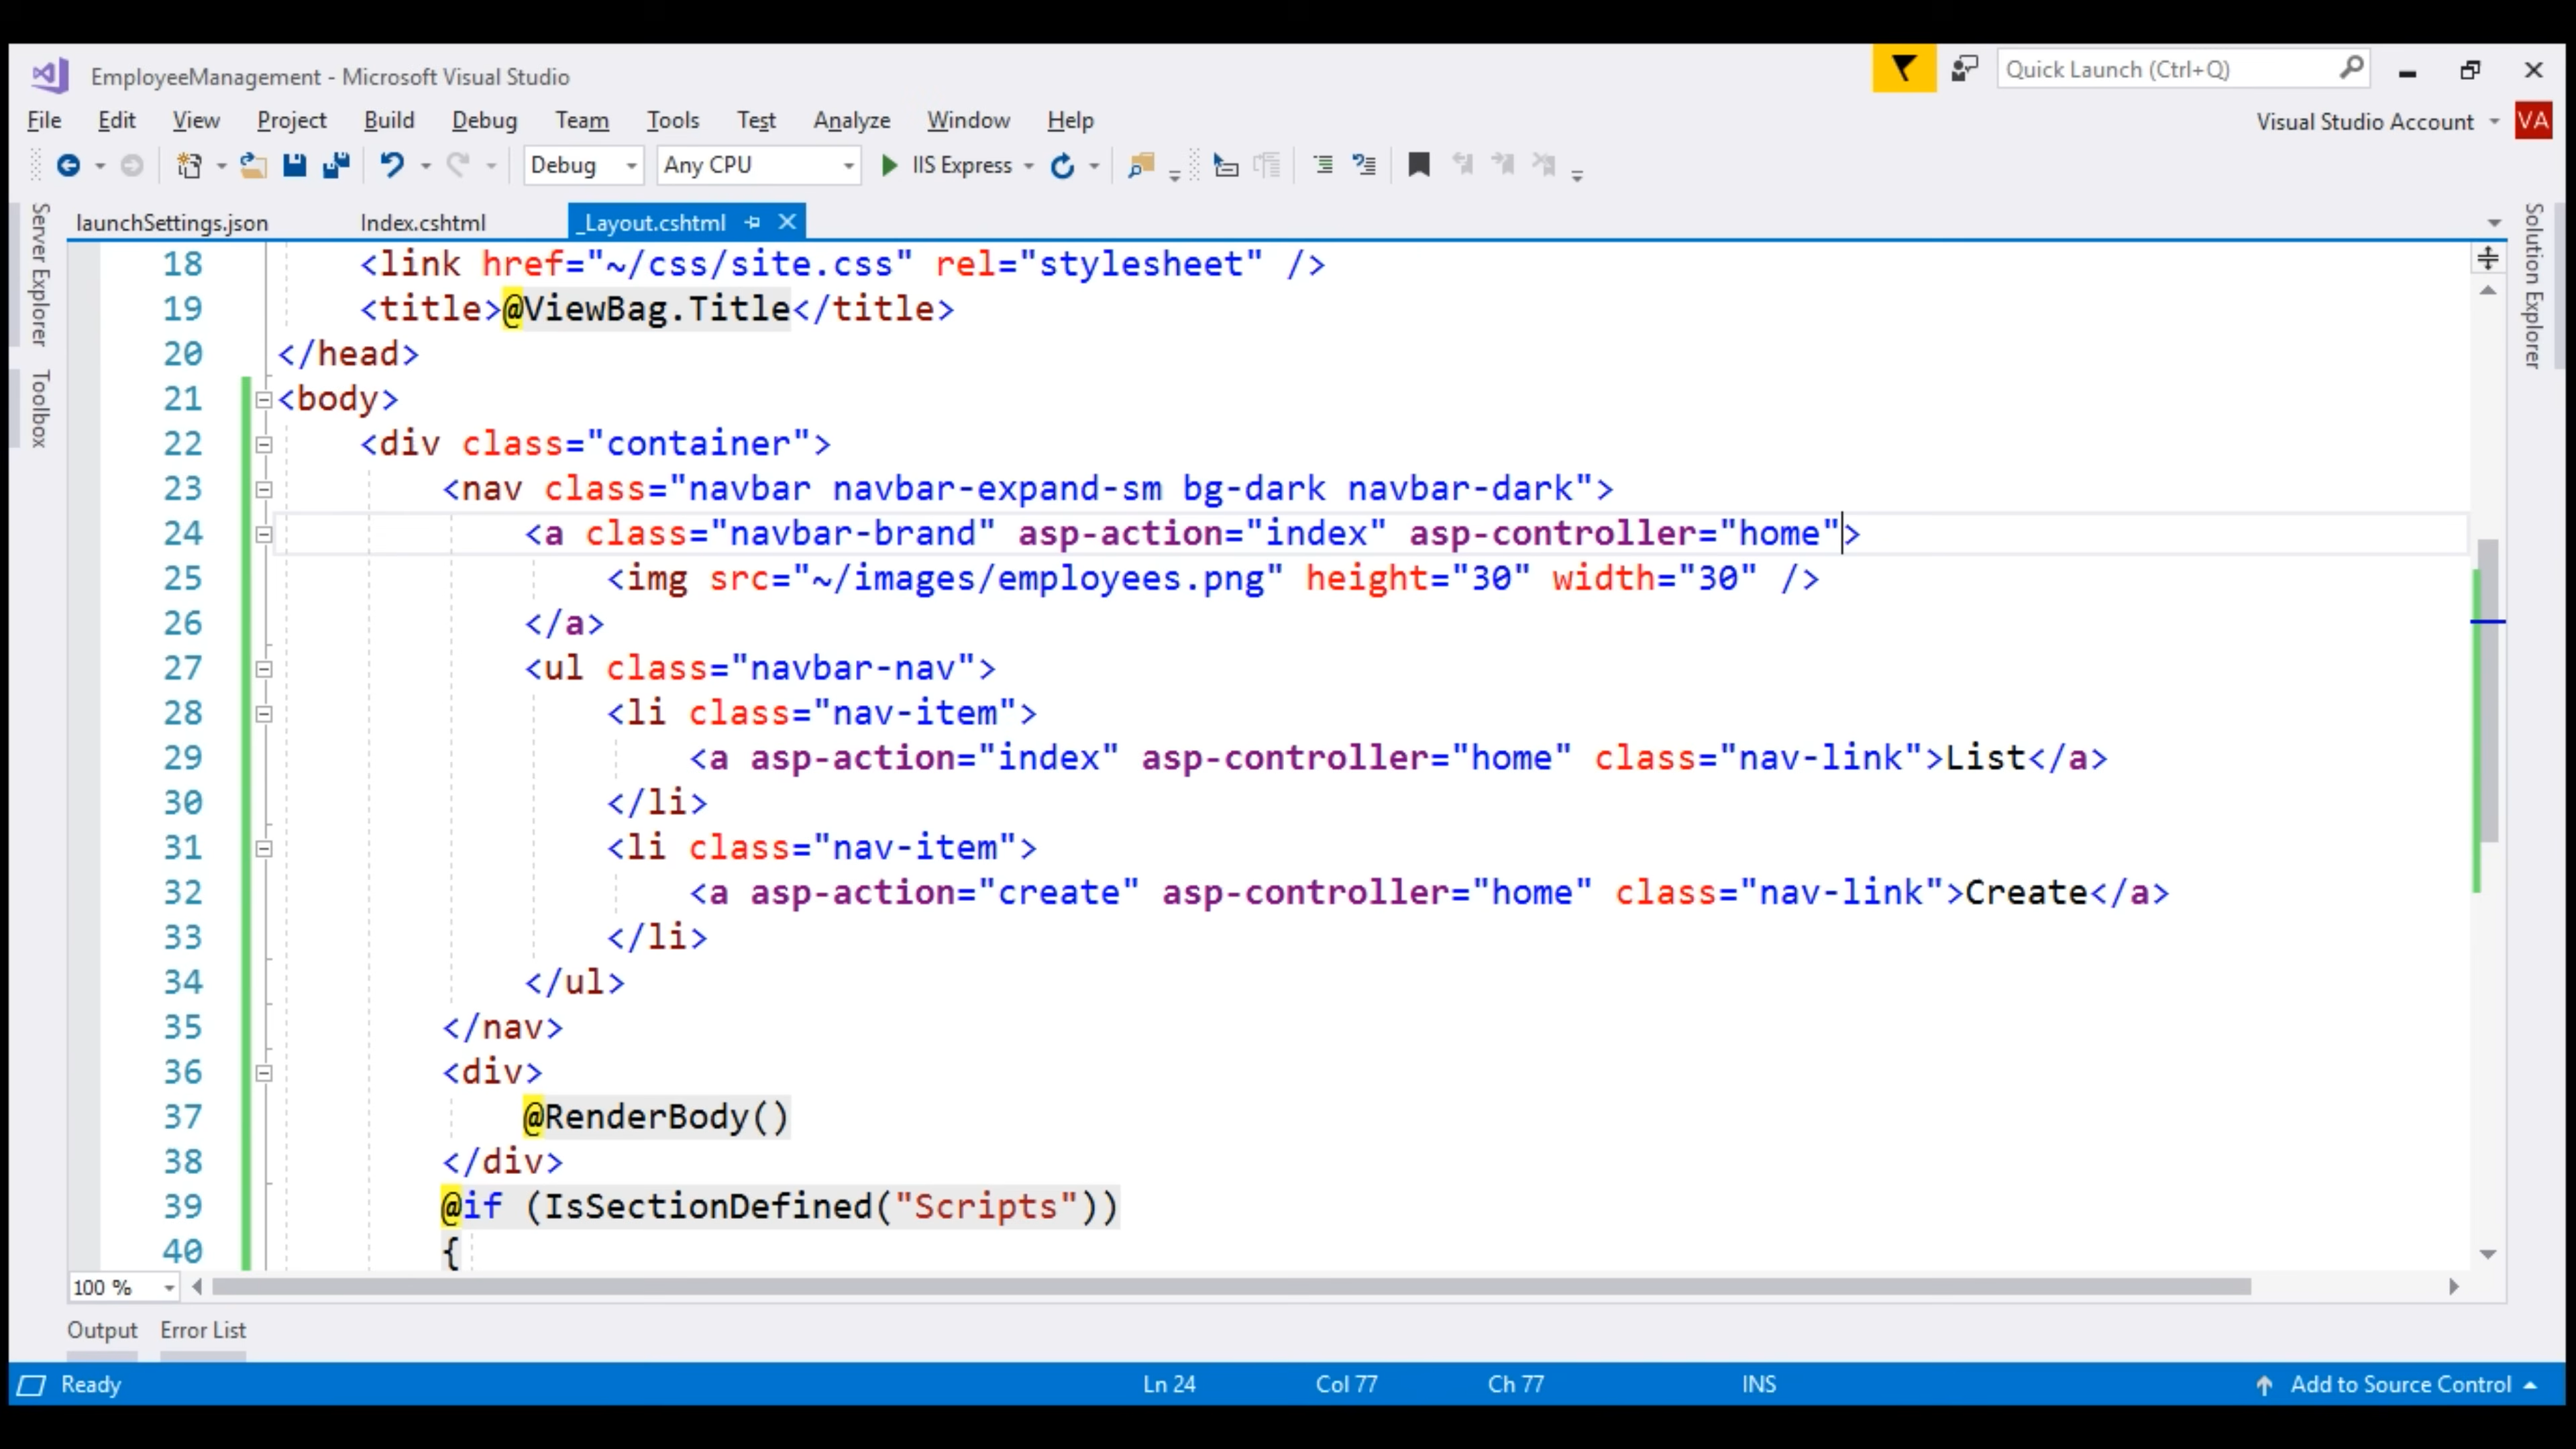 EmployeeManagement - Microsoft Visual Studio
Quick Launch (Ctrl+Q)
File Edit View Project Build Debug Team Tools Test Analyze Window Help
Visual Studio Account VA
Debug Any CPU IIS Express
Server Explorer
Toolbox
Solution Explorer
launchSettings.json Index.cshtml _Layout.cshtml
18 <link href="~/css/site.css" rel="stylesheet" />
19 <title>@ViewBag.Title</title>
20 </head>
21 <body>
22 <div class="container">
23 <nav class="navbar navbar-expand-sm bg-dark navbar-dark">
24 <a class="navbar-brand" asp-action="index" asp-controller="home">
25 <img src="~/images/employees.png" height="30" width="30" />
26 </a>
27 <ul class="navbar-nav">
28 <li class="nav-item">
29 <a asp-action="index" asp-controller="home" class="nav-link">List</a>
30 </li>
31 <li class="nav-item">
32 <a asp-action="create" asp-controller="home" class="nav-link">Create</a>
33 </li>
34 </ul>
35 </nav>
36 <div>
37 @RenderBody()
38 </div>
39 @if (IsSectionDefined("Scripts"))
40 {
100 %
Output Error List
Ready Ln 24 Col 77 Ch 77 INS Add to Source Control